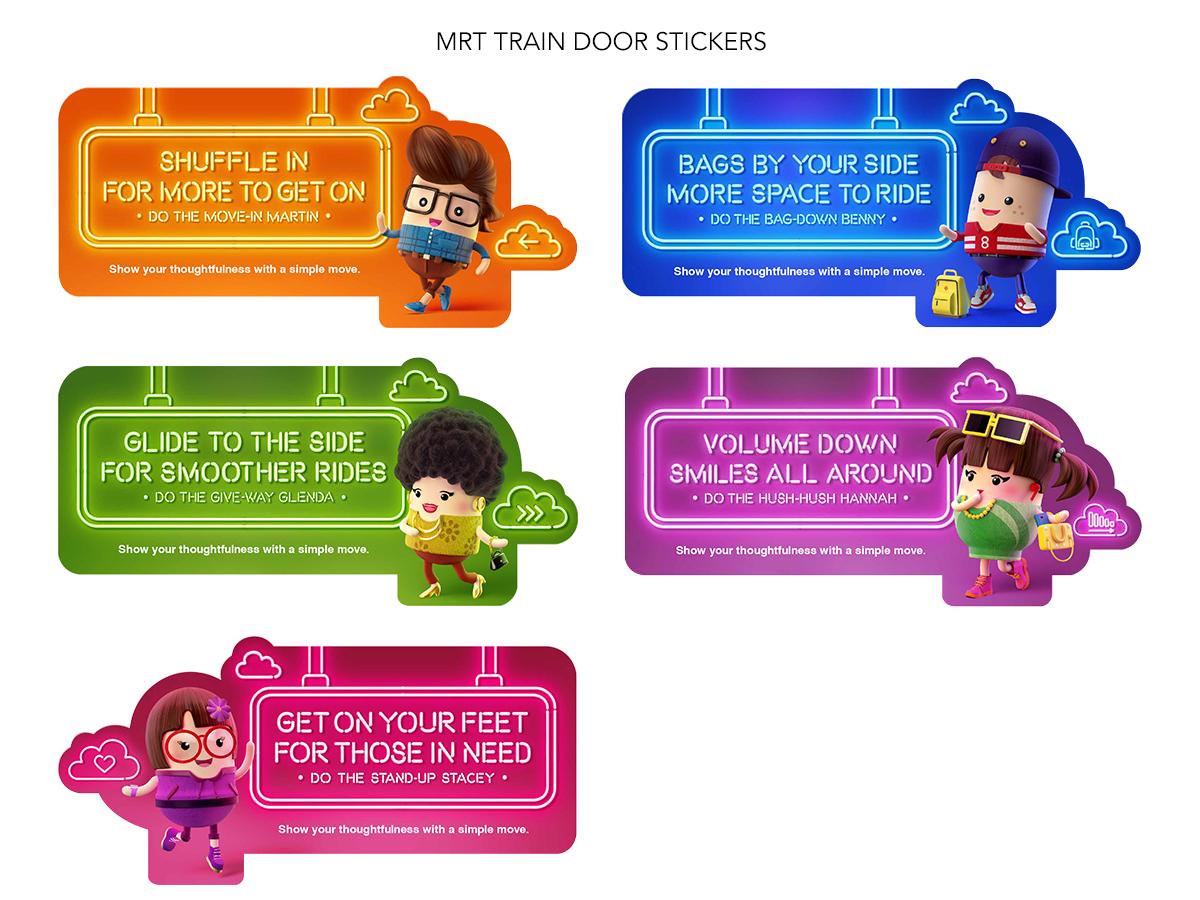 MRT TRAIN DOOR STICKERS
SHUFFLE IN
FOR MORE TO GET ON
• DO THE MOVE-IN MARTIN •
Show your thoughtfulness with a simple move.
BAGS BY YOUR SIDE
MORE SPACE TO RIDE
• DO THE BAG-DOWN BENNY •
Show your thoughtfulness with a simple move.
8
GLIDE TO THE SIDE
FOR SMOOTHER RIDES
• DO THE GIVE-WAY GLENDA •
Show your thoughtfulness with a simple move.
VOLUME DOWN
SMILES ALL AROUND
• DO THE HUSH-HUSH HANNAH •
Show your thoughtfulness with a simple move.
GET ON YOUR FEET
FOR THOSE IN NEED
• DO THE STAND-UP STACEY •
Show your thoughtfulness with a simple move.